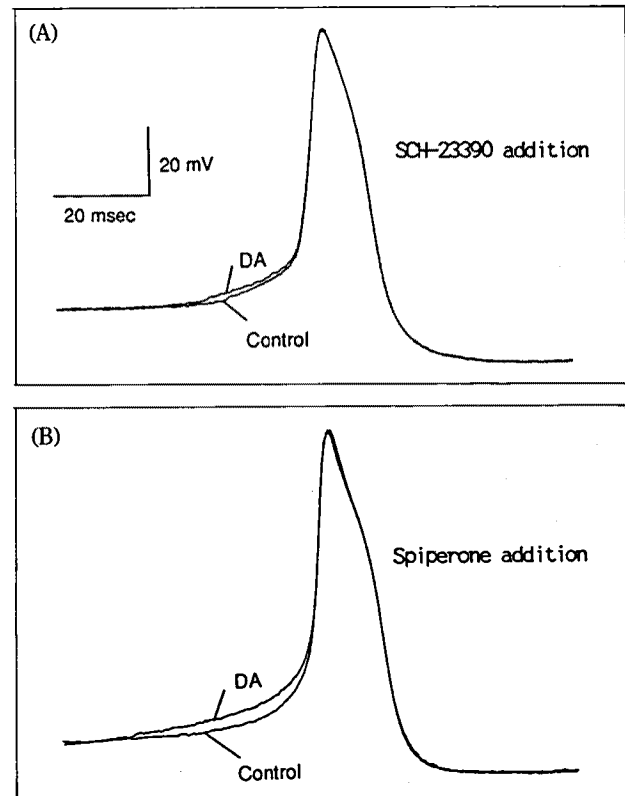 (A)
SCH-23390 addition
20 mV
20 msec
DA
Control
(B)
Spiperone addition
DA
Control